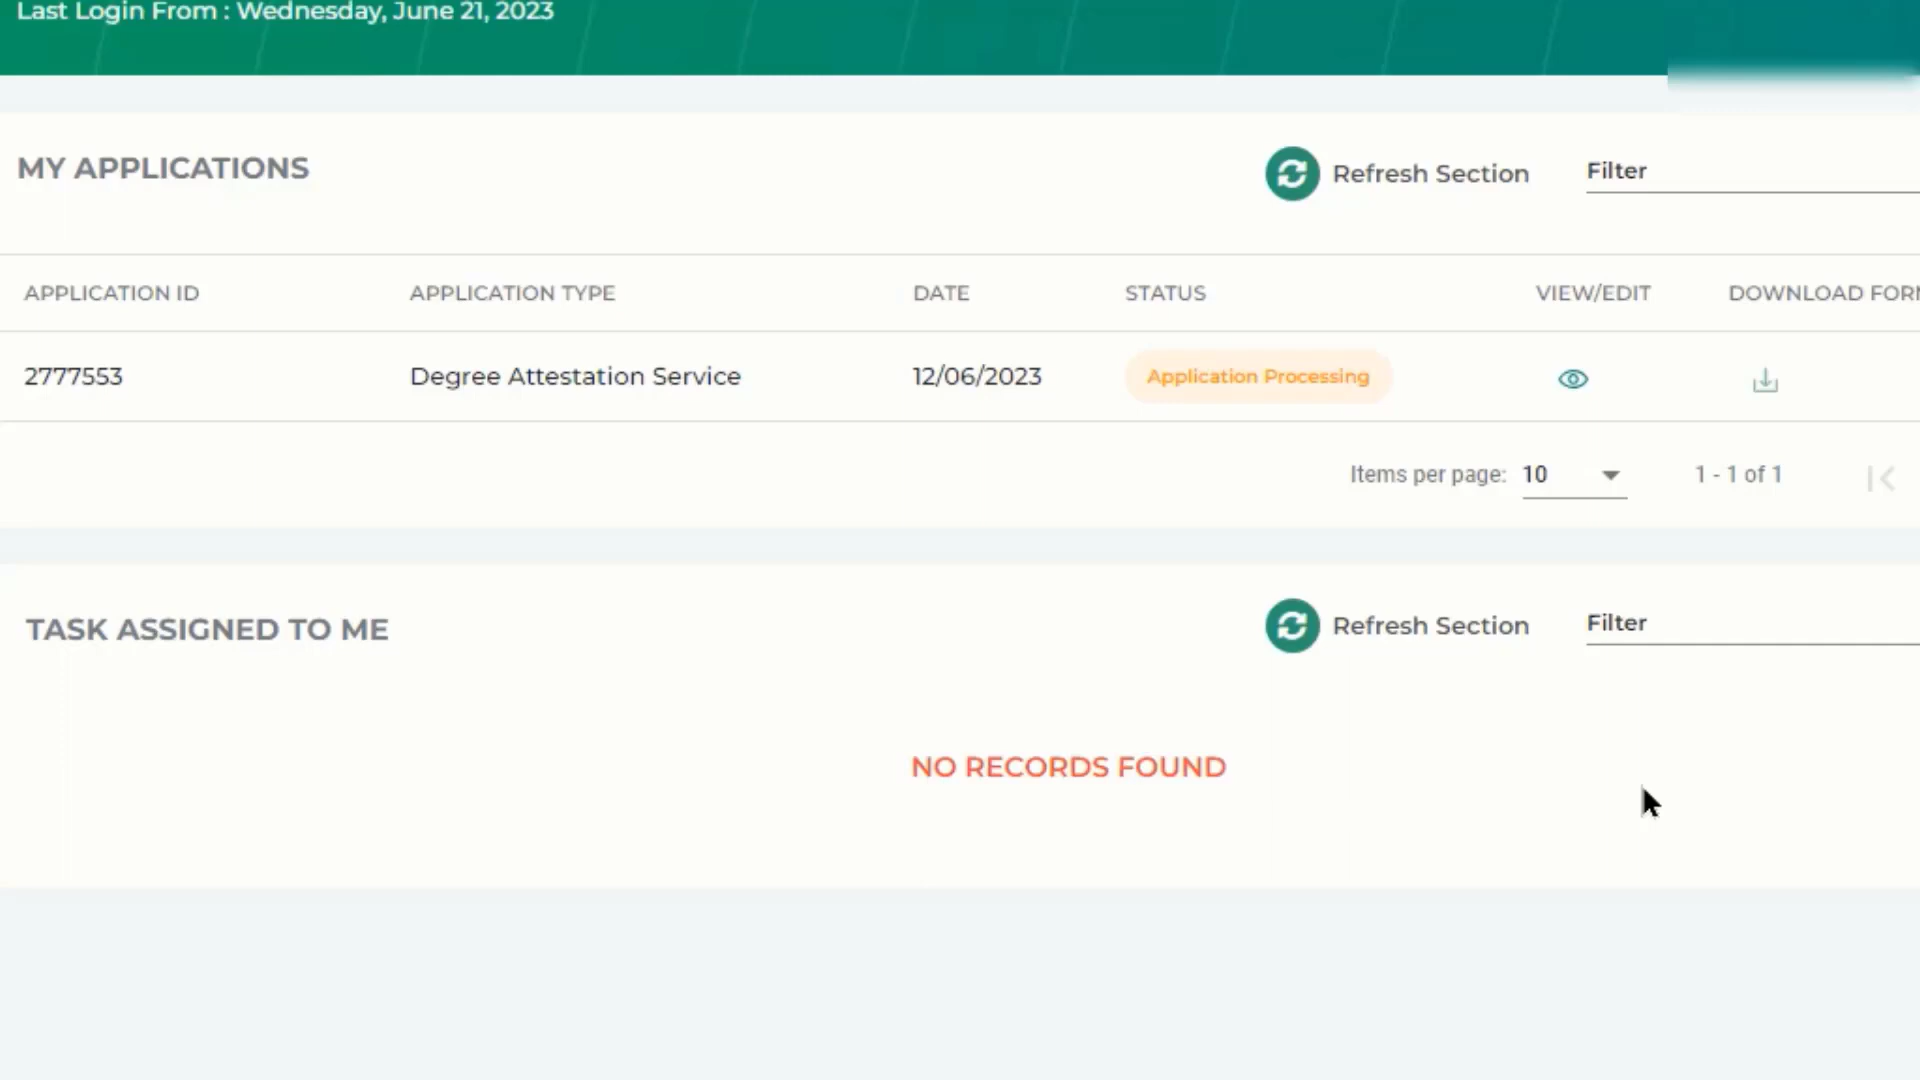 Last Login From : Wednesday, June 21, 2023
MY APPLICATIONS
Refresh Section
Filter
APPLICATION ID APPLICATION TYPE DATE STATUS VIEW/EDIT DOWNLOAD FORM
2777553 Degree Attestation Service 12/06/2023 Application Processing
Items per page: 10 1 - 1 of 1
TASK ASSIGNED TO ME
Refresh Section
Filter
NO RECORDS FOUND